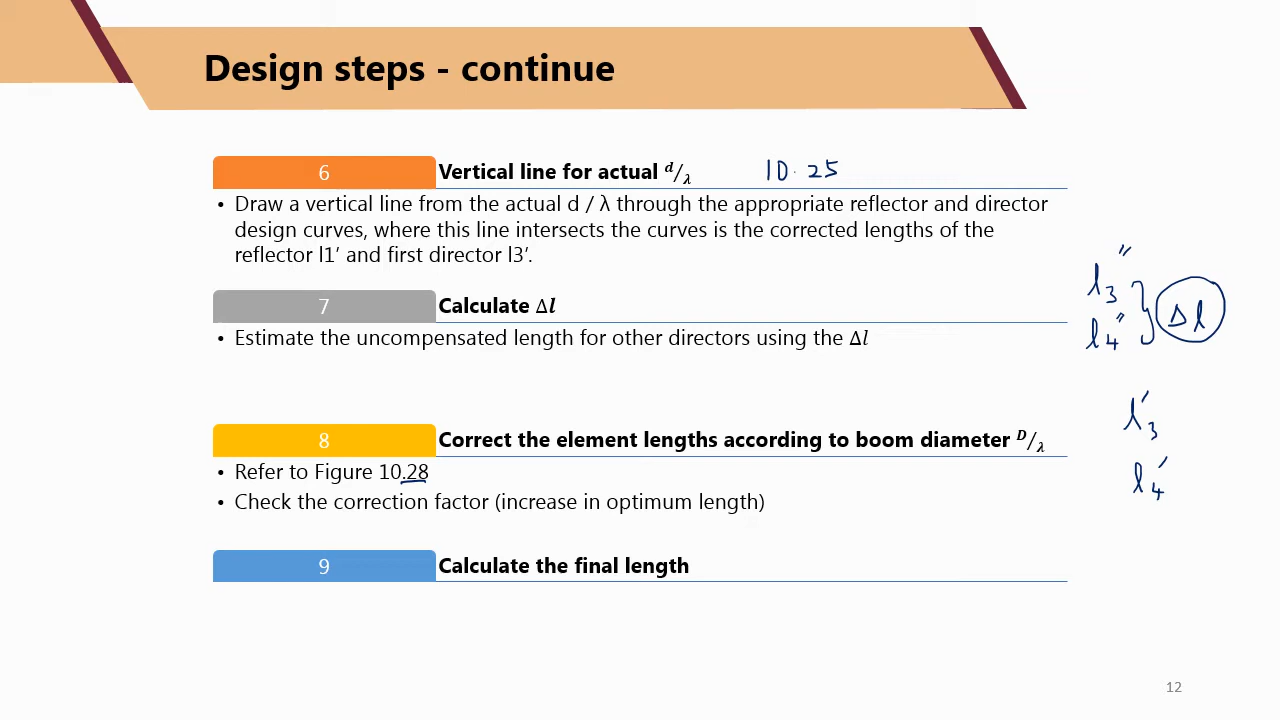 Design steps - continue
6 Vertical line for actual d/λ 10.25
• Draw a vertical line from the actual d / λ through the appropriate reflector and director
design curves, where this line intersects the curves is the corrected lengths of the
reflector l1’ and first director l3’.
l3''
l4'' } Δl
7 Calculate Δl
• Estimate the uncompensated length for other directors using the Δl
l'3
l4'
8 Correct the element lengths according to boom diameter D/λ
• Refer to Figure 10.28
• Check the correction factor (increase in optimum length)
9 Calculate the final length
12